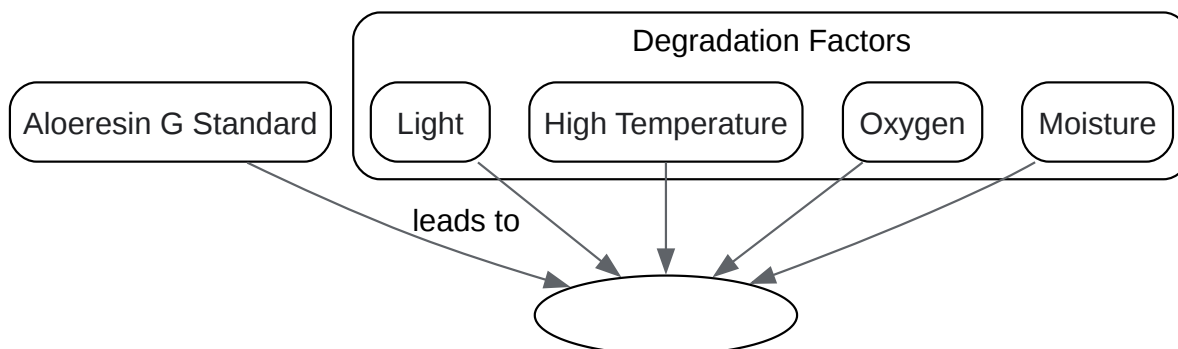 Degradation Factors
Aloeresin G Standard
Light
High Temperature
Oxygen
Moisture
leads to